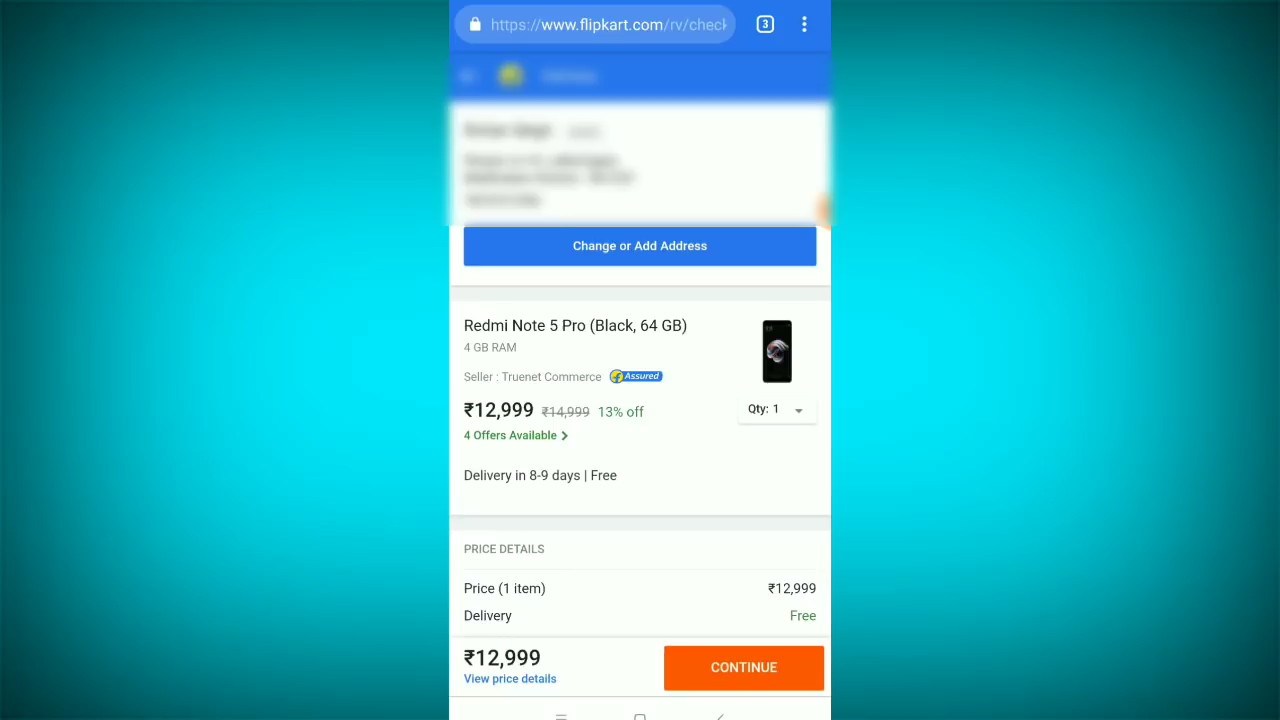 https://www.flipkart.com/rv/check
3
Change or Add Address
Redmi Note 5 Pro (Black, 64 GB)
4 GB RAM
Seller : Truenet Commerce Assured
₹12,999 ₹14,999 13% off
Qty: 1
4 Offers Available
Delivery in 8-9 days | Free
PRICE DETAILS
Price (1 item) ₹12,999
Delivery Free
₹12,999
View price details
CONTINUE